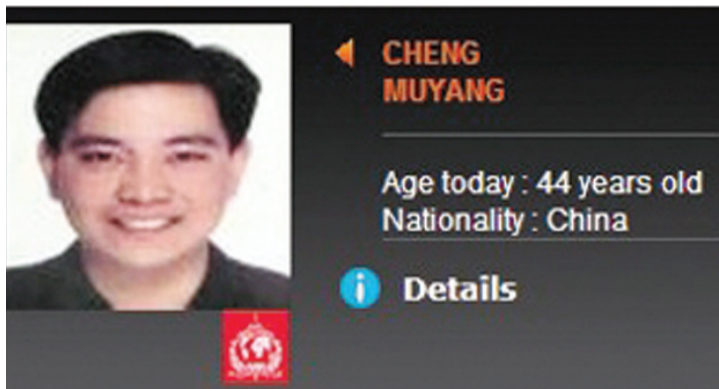 CHENG
MUYANG
Age today : 44 years old
Nationality : China
Details